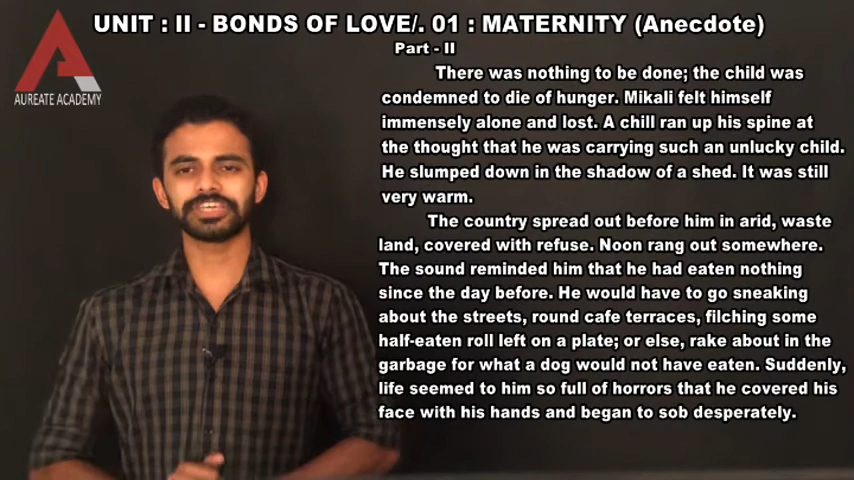 UNIT : II - BONDS OF LOVE/. 01 : MATERNITY (Anecdote)
Part - II
AUREATE ACADEMY
There was nothing to be done; the child was
condemned to die of hunger. Mikali felt himself
immensely alone and lost. A chill ran up his spine at
the thought that he was carrying such an unlucky child.
He slumped down in the shadow of a shed. It was still
very warm.
The country spread out before him in arid, waste
land, covered with refuse. Noon rang out somewhere.
The sound reminded him that he had eaten nothing
since the day before. He would have to go sneaking
about the streets, round cafe terraces, filching some
half-eaten roll left on a plate; or else, rake about in the
garbage for what a dog would not have eaten. Suddenly,
life seemed to him so full of horrors that he covered his
face with his hands and began to sob desperately.